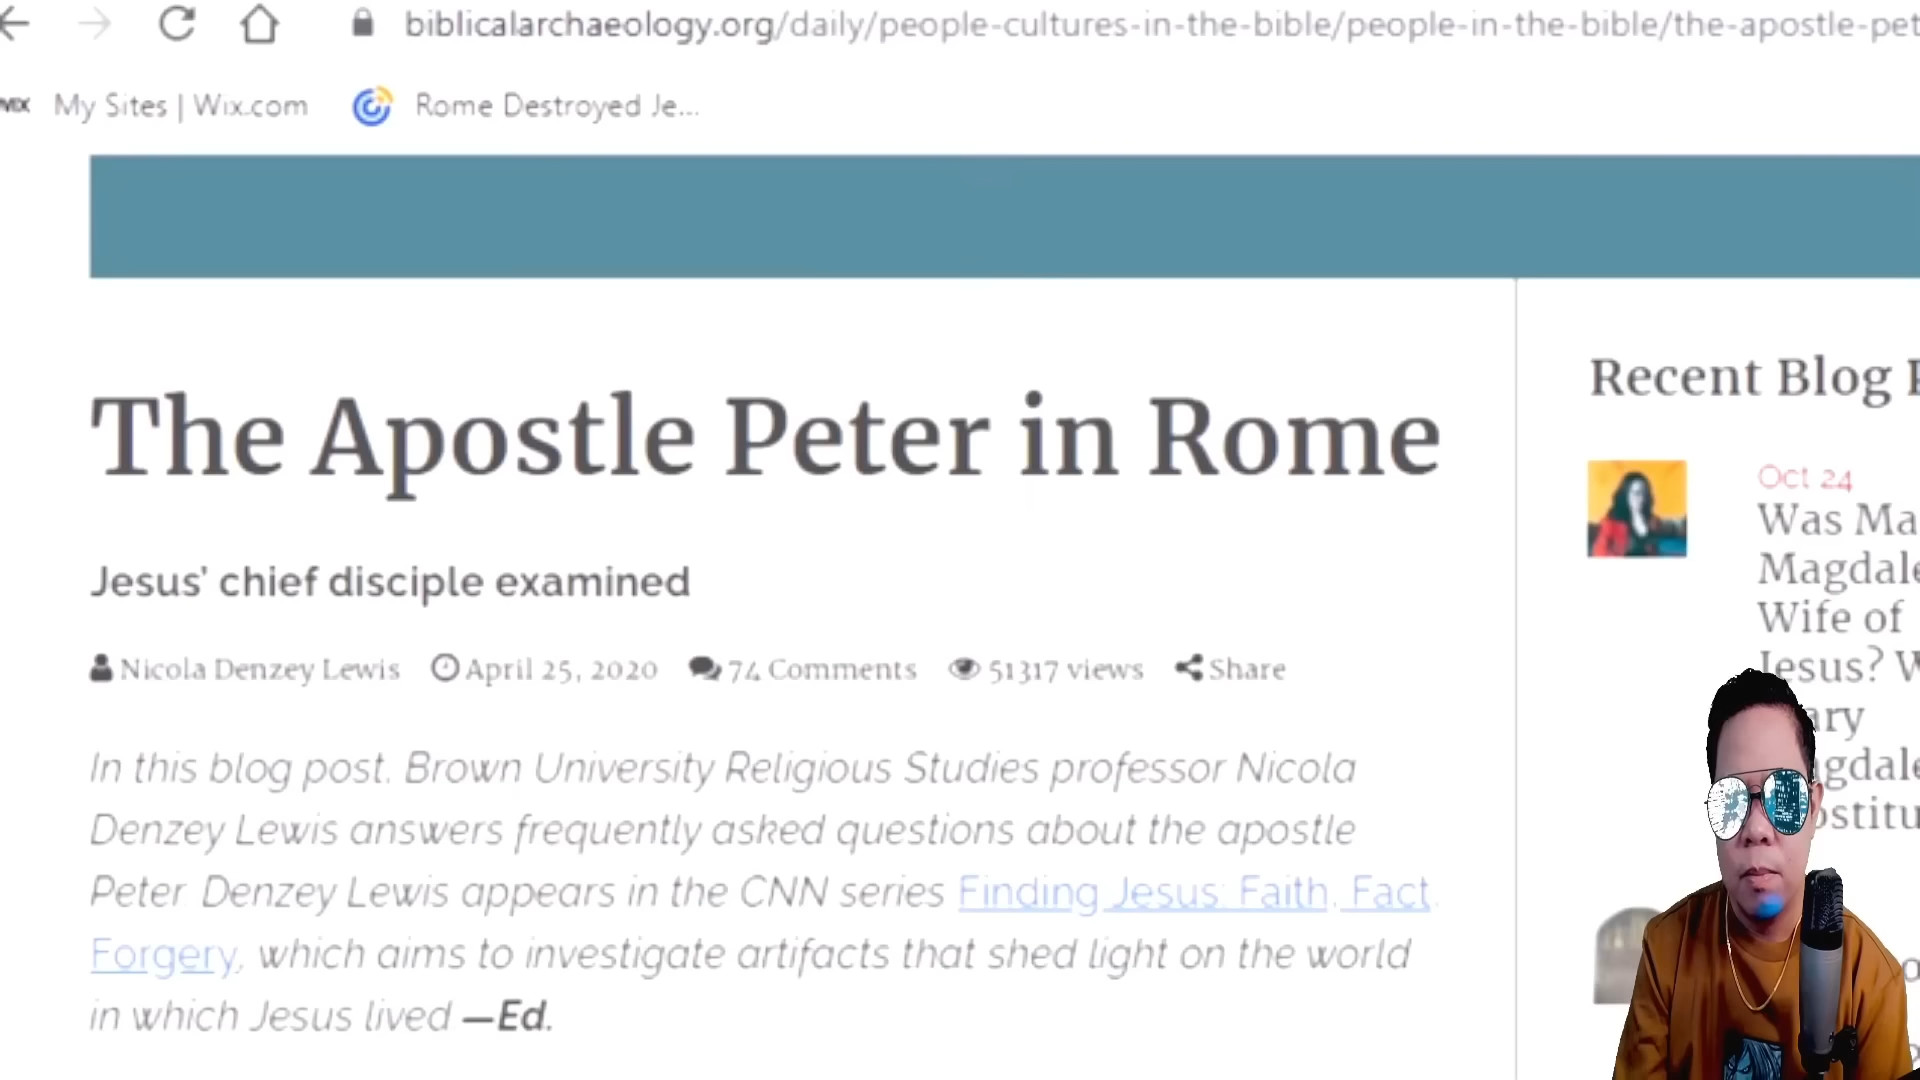 biblicalarchaeology.org/daily/people-cultures-in-the-bible/people-in-the-bible/the-apostle-pet
WIX My Sites | Wix.com Rome Destroyed Je...
The Apostle Peter in Rome
Jesus' chief disciple examined
Nicola Denzey Lewis April 25, 2020 74 Comments 51317 views Share
In this blog post, Brown University Religious Studies professor Nicola
Denzey Lewis answers frequently asked questions about the apostle
Peter. Denzey Lewis appears in the CNN series Finding Jesus: Faith, Fact,
Forgery, which aims to investigate artifacts that shed light on the world
in which Jesus lived —Ed.
Recent Blog
Oct 24
Was Ma
Magdale
Wife of
Jesus? W
ary
gdale
ostitu